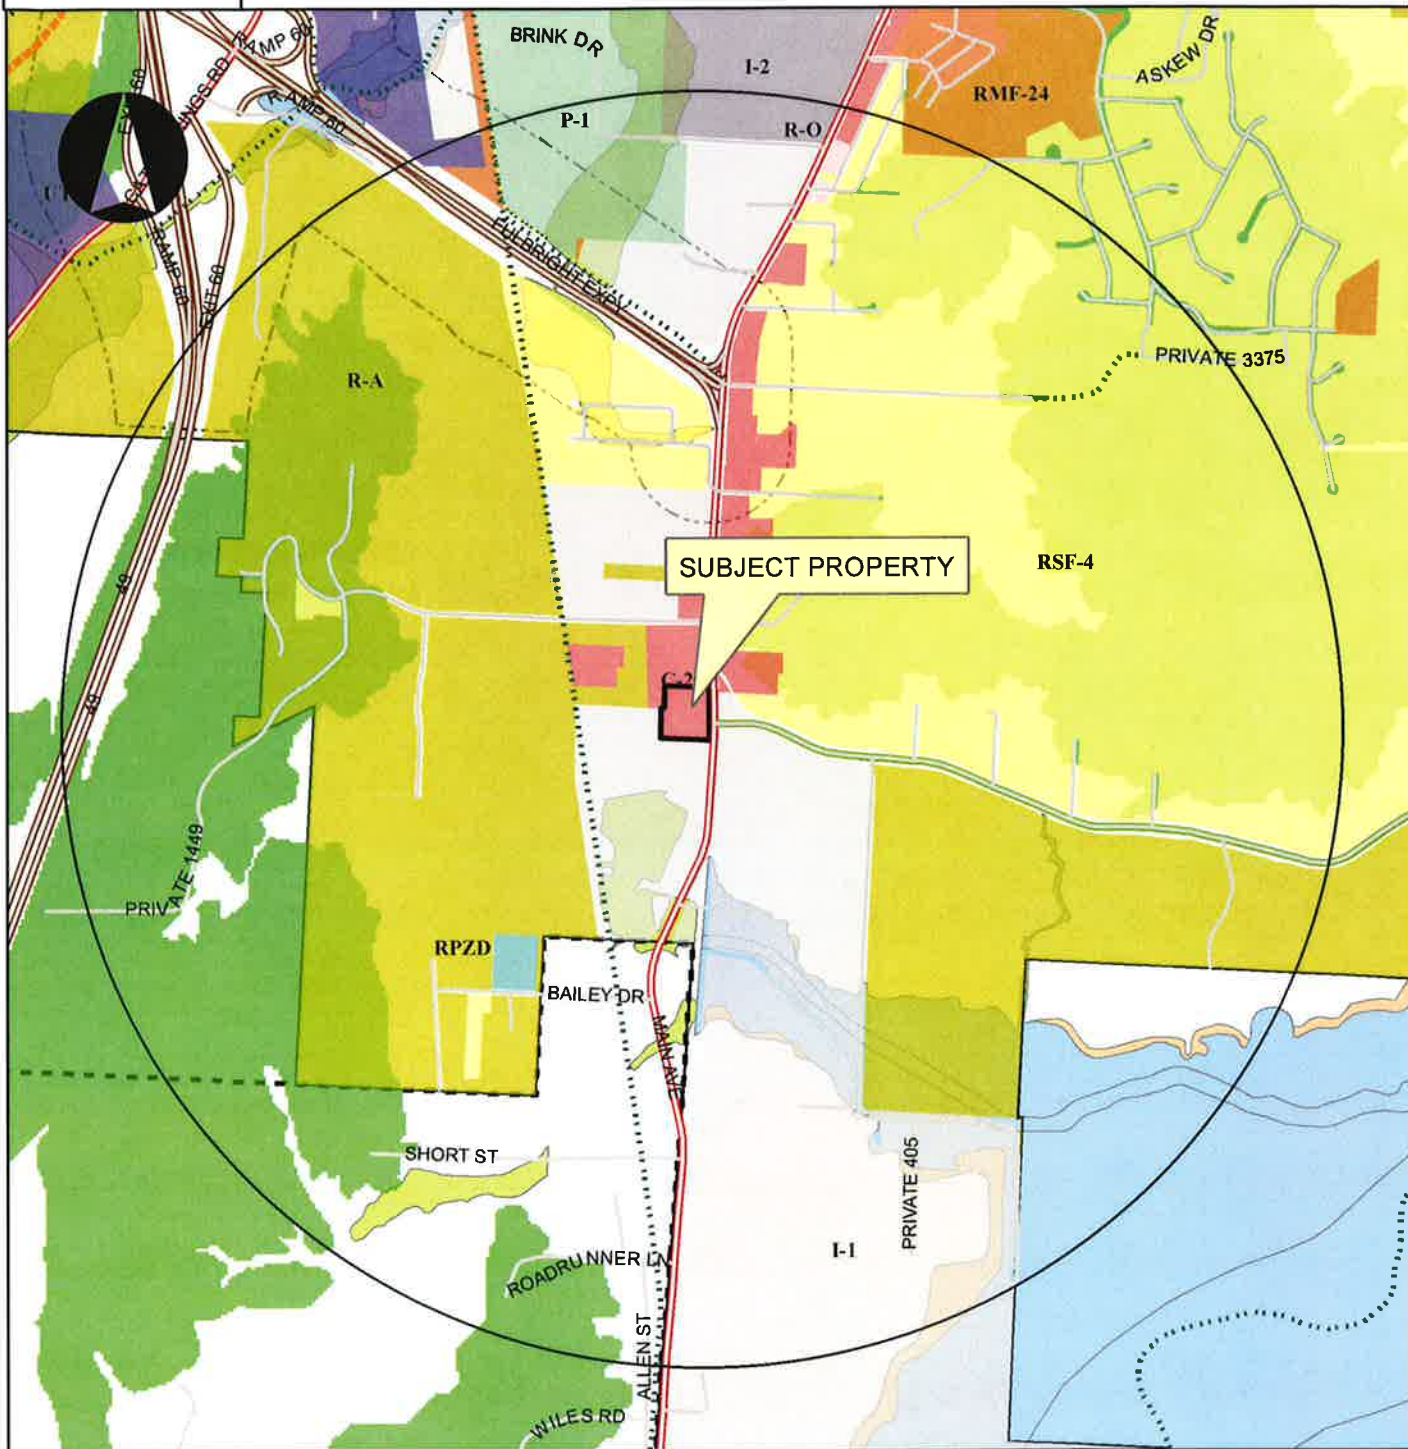 RAMP 60
BRINK DR
I-2
ASKEW DR
RMF-24
EXIT 60
RAMP 60
P-1
R-O
RAMP 60
EXIT 60
FULBRIGHT EXPY
PRIVATE 3375
R-A
SUBJECT PROPERTY
RSF-4
49
C-2
49
PRIVATE 1449
RPZD
BAILEY DR
MAIN AVE
SHORT ST
PRIVATE 405
I-1
ROADRUNNER LN
ALLEN ST
WILES RD